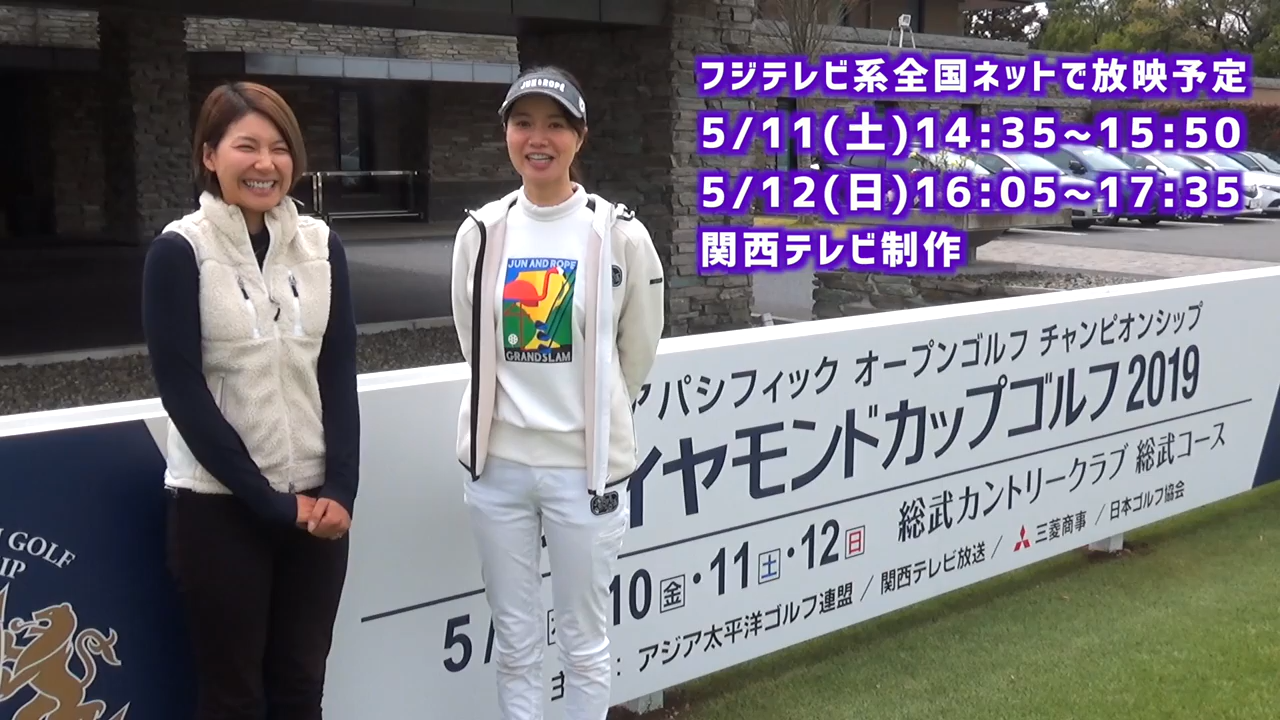 フジテレビ系全国ネットで放映予定
5/11(土)14:35~15:50
5/12(日)16:05~17:35
関西テレビ制作
JUN&ROPE
JUN AND ROPE
GRANDSLAM
アパシフィック オープンゴルフ チャンピオンシップ
イヤモンドカップゴルフ2019
総武カントリークラブ 総武コース
5/ 10金・11土・12日
主 : アジア太平洋ゴルフ連盟 / 関西テレビ放送 / 三菱商事 / 日本ゴルフ協会
GOLF
IP